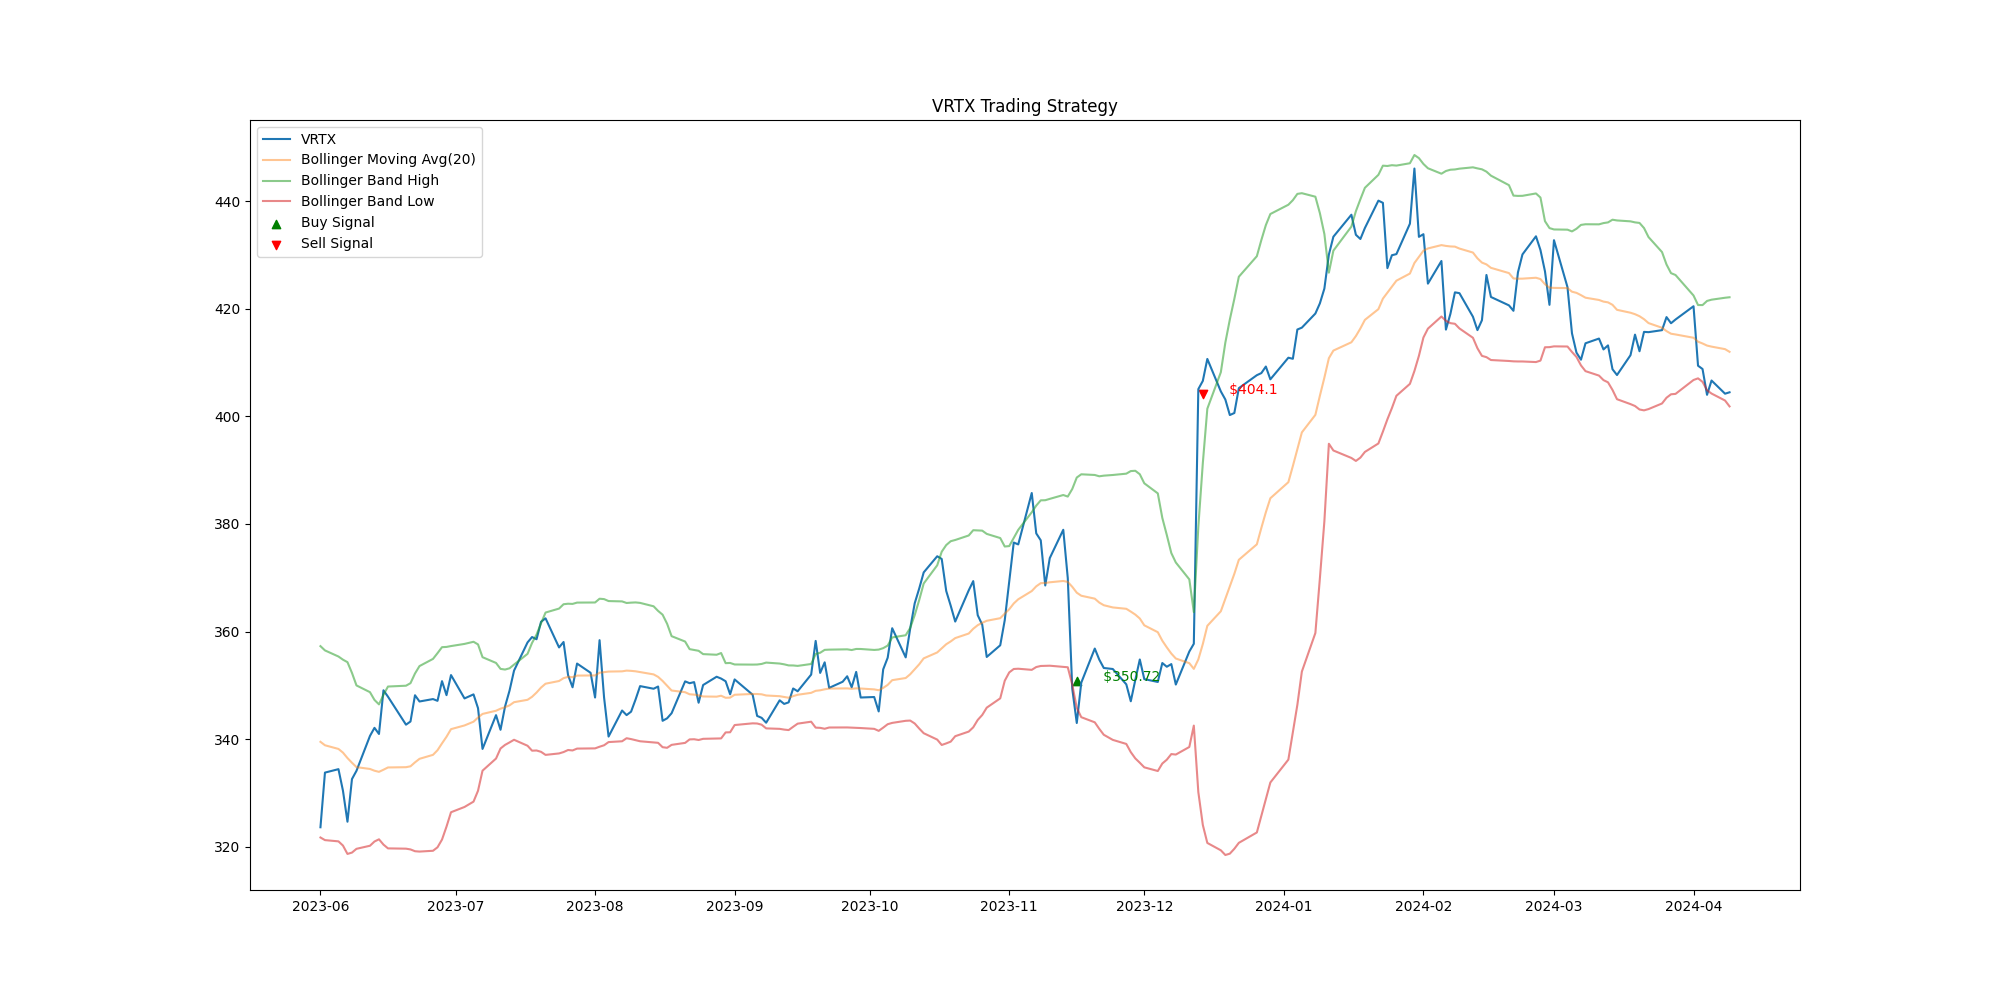 VRTX Trading Strategy
VRTX
Bollinger Moving Avg(20)
Bollinger Band High
Bollinger Band Low
Buy Signal
Sell Signal
440
420
400
380
360
340
320
$404.1
$350.72
2023-06 2023-07 2023-08 2023-09 2023-10 2023-11 2023-12 2024-01 2024-02 2024-03 2024-04